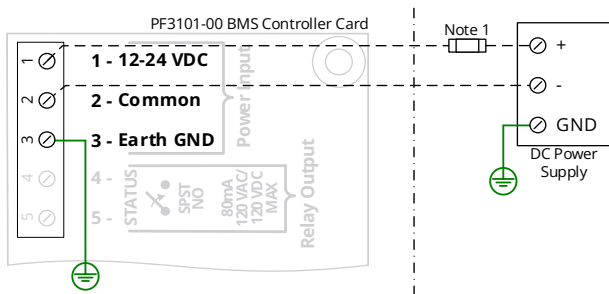 PF3101-00 BMS Controller Card
Note 1
1
1 - 12-24 VDC
+
2
2 - Common
-
3
3 - Earth GND
GND
Power Input
DC Power
Supply
4
4 -
5
5 -
STATUS
SPST
NO
80mA
120 VAC/
120 VDC
MAX
Relay Output